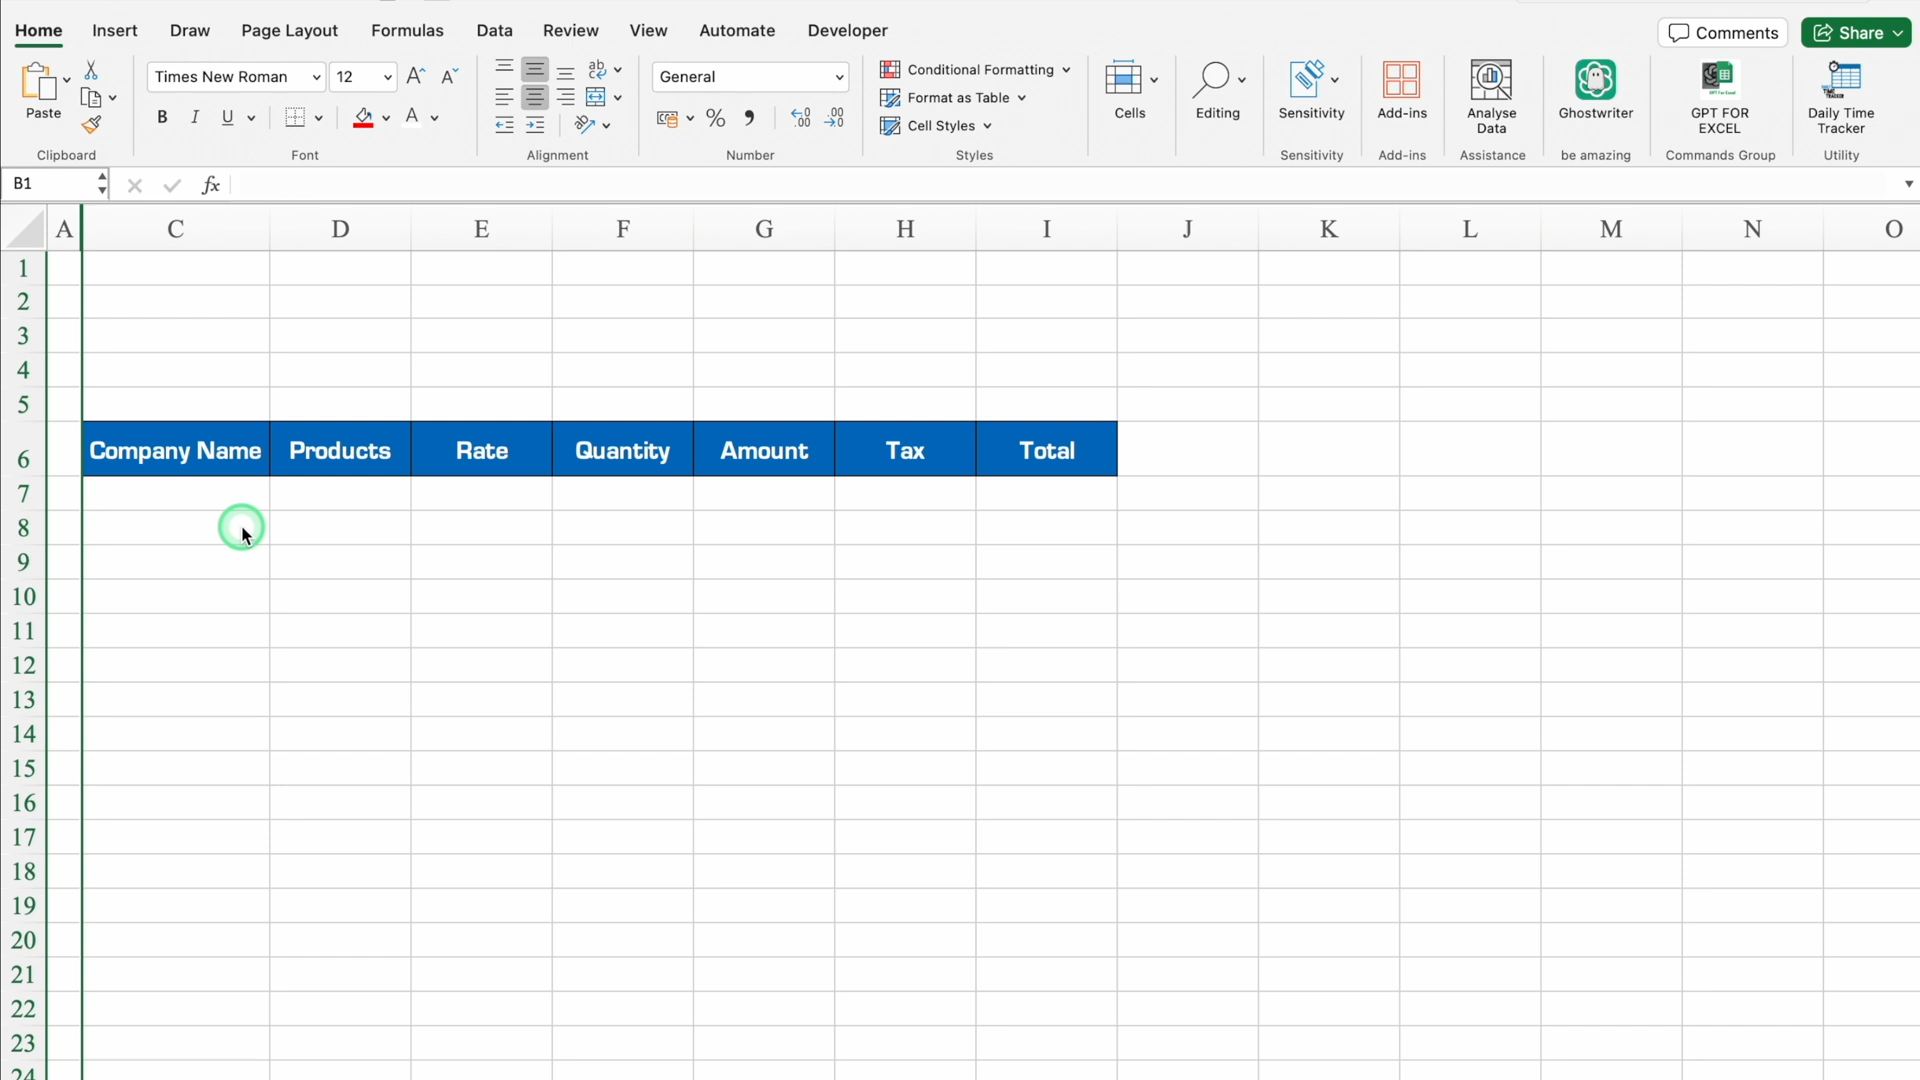 Home Insert Draw Page Layout Formulas Data Review View Automate Developer Comments Share
Times New Roman 12 General Conditional Formatting
Format as Table
Cell Styles
Paste B I U A % Cells Editing Sensitivity Add-ins Analyse Data Ghostwriter GPT FOR EXCEL Daily Time Tracker
Clipboard Font Alignment Number Styles Sensitivity Add-ins Assistance be amazing Commands Group Utility
B1 fx
A C D E F G H I J K L M N O
1
2
3
4
5
6 Company Name Products Rate Quantity Amount Tax Total
7
8
9
10
11
12
13
14
15
16
17
18
19
20
21
22
23
24